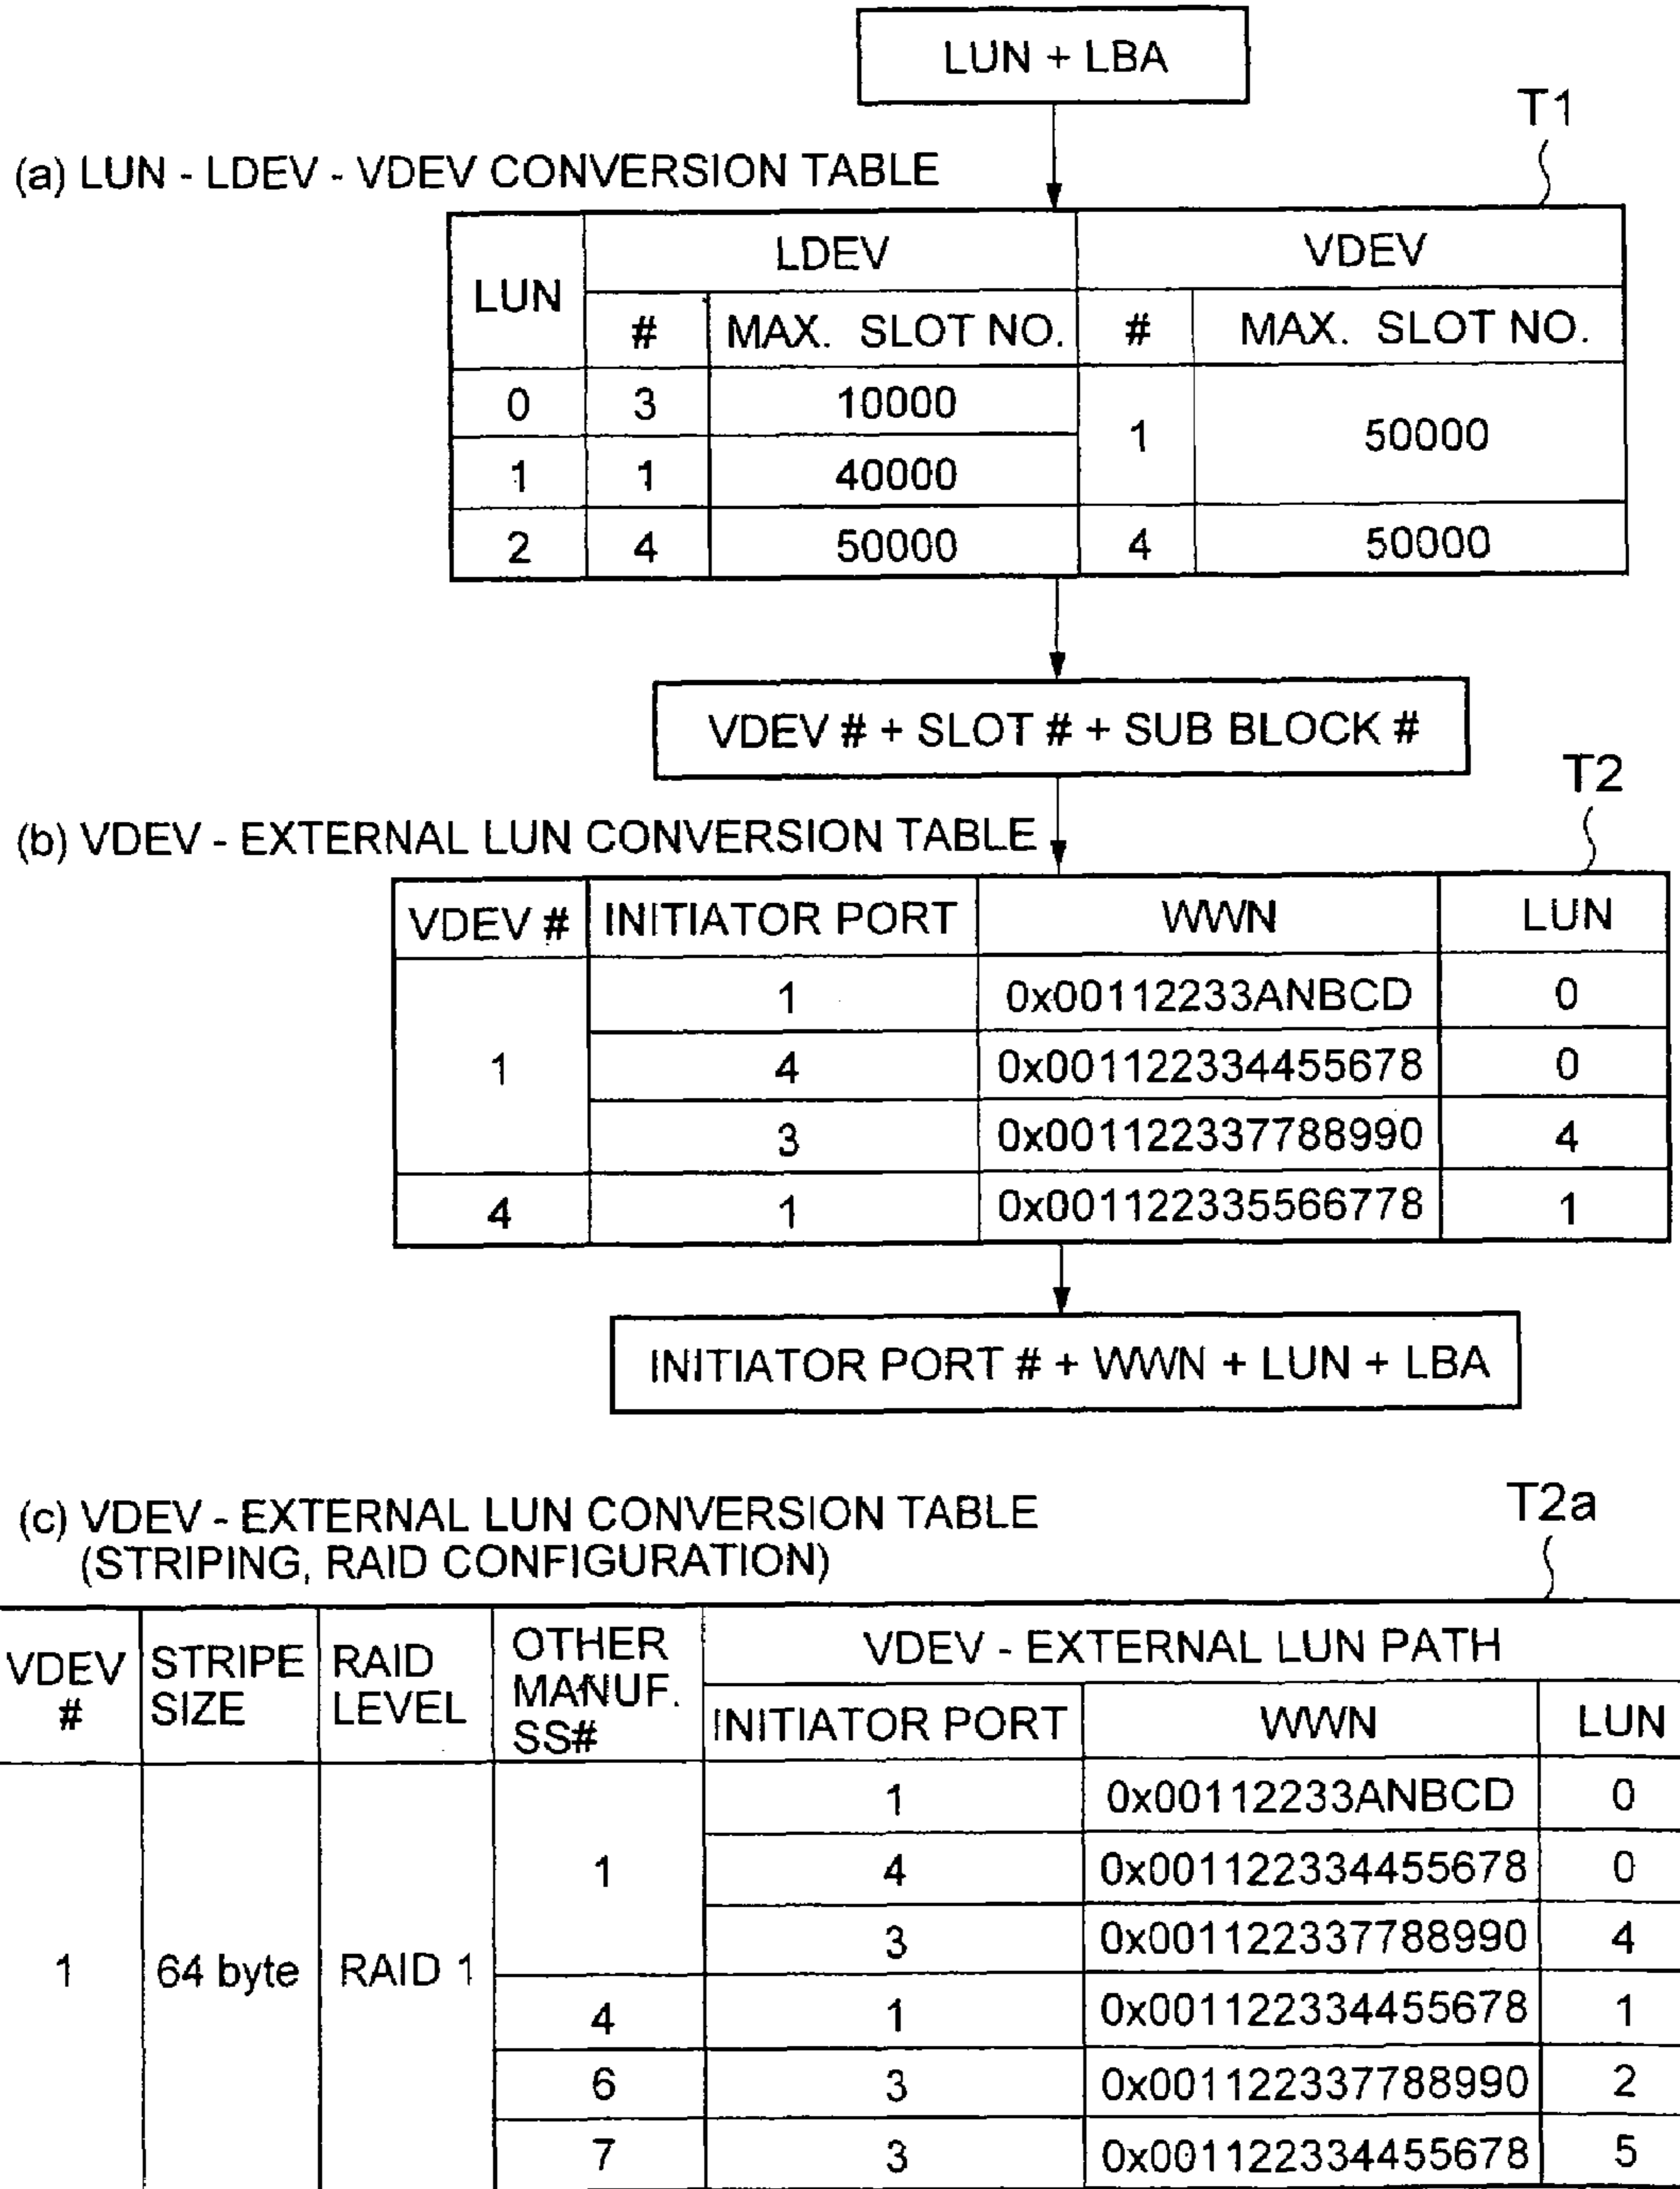 LUN + LBA
T1
(a) LUN - LDEV - VDEV CONVERSION TABLE
LUN LDEV VDEV
# MAX. SLOT NO. # MAX. SLOT NO.
0 3 10000 1 50000
1 1 40000
2 4 50000 4 50000
VDEV # + SLOT # + SUB BLOCK #
T2
(b) VDEV - EXTERNAL LUN CONVERSION TABLE
VDEV # INITIATOR PORT WWN LUN
1 1 0x00112233ANBCD 0
4 0x001122334455678 0
3 0x001122337788990 4
4 1 0x001122335566778 1
INITIATOR PORT # + WWN + LUN + LBA
(c) VDEV - EXTERNAL LUN CONVERSION TABLE
(STRIPING, RAID CONFIGURATION)
T2a
VDEV # STRIPE SIZE RAID LEVEL OTHER MANUF. SS# VDEV - EXTERNAL LUN PATH
INITIATOR PORT WWN LUN
1 64 byte RAID 1 1 1 0x00112233ANBCD 0
4 0x001122334455678 0
3 0x001122337788990 4
4 1 0x001122334455678 1
6 3 0x001122337788990 2
7 3 0x001122334455678 5